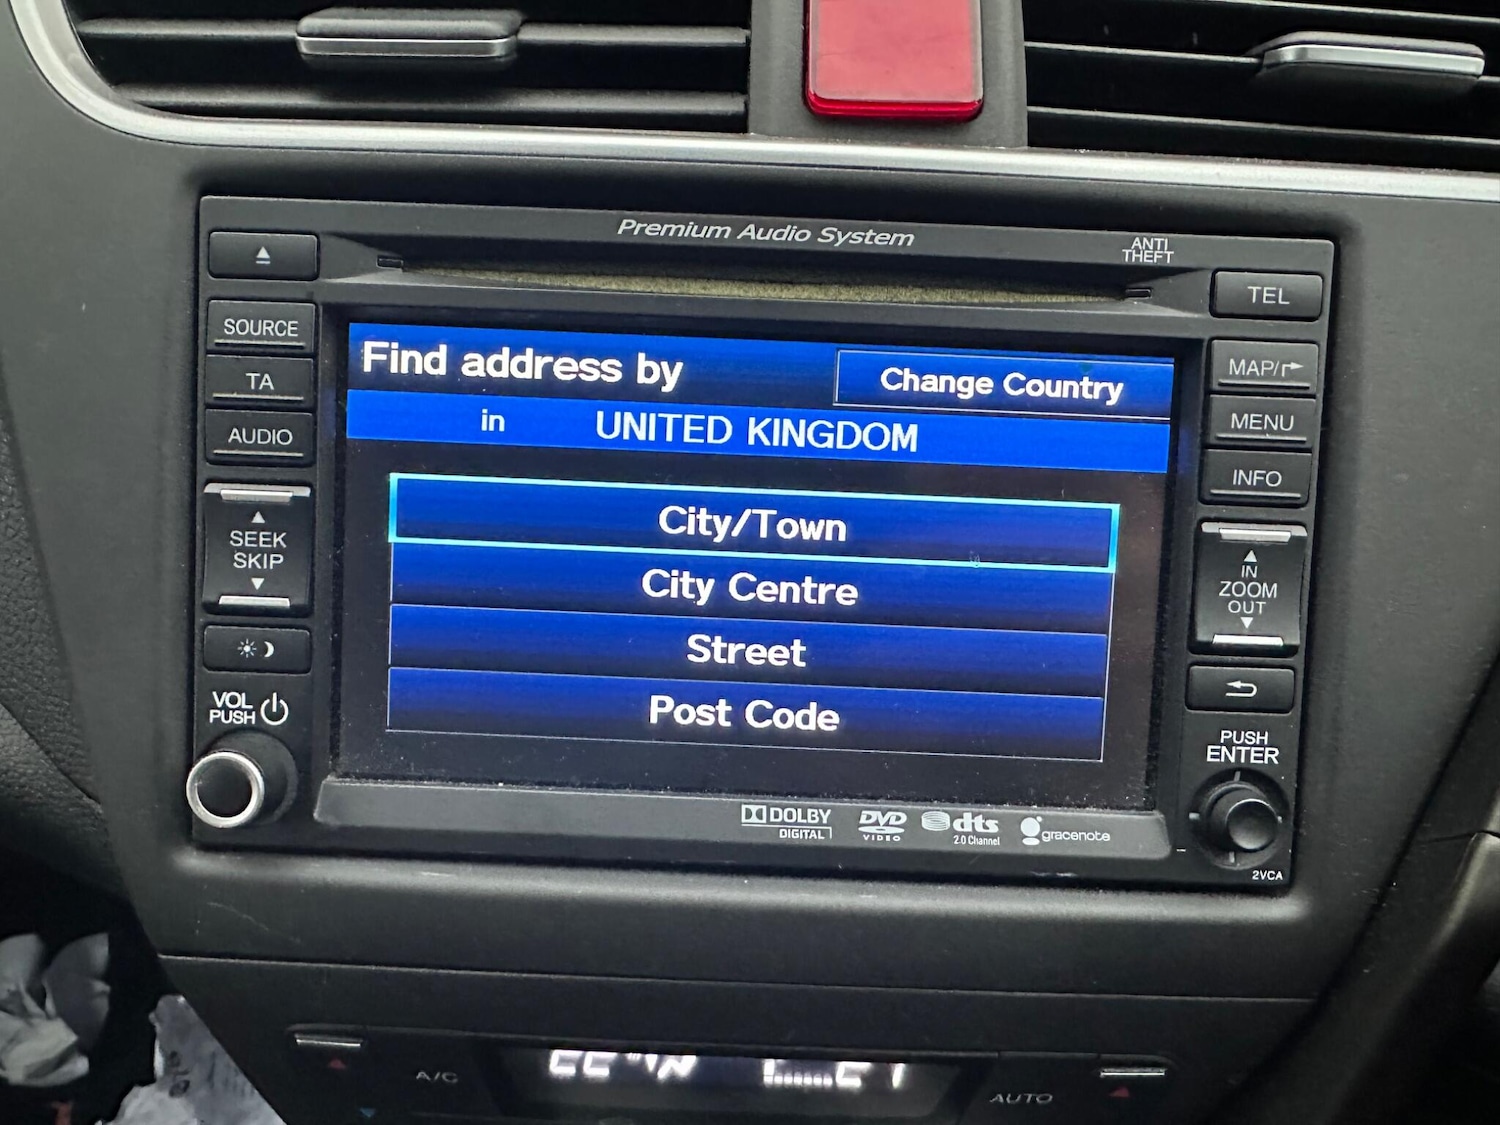 Premium Audio System
ANTI
THEFT
TEL
SOURCE
TA
AUDIO
SEEK
SKIP
VOL
PUSH
Find address by
Change Country
in UNITED KINGDOM
City/Town
City Centre
Street
Post Code
MAP/
MENU
INFO
IN
ZOOM
OUT
PUSH
ENTER
DOLBY
DIGITAL
DVD
VIDEO
dts
2.0 Channel
gracenote
2VCA
A/C
AUTO